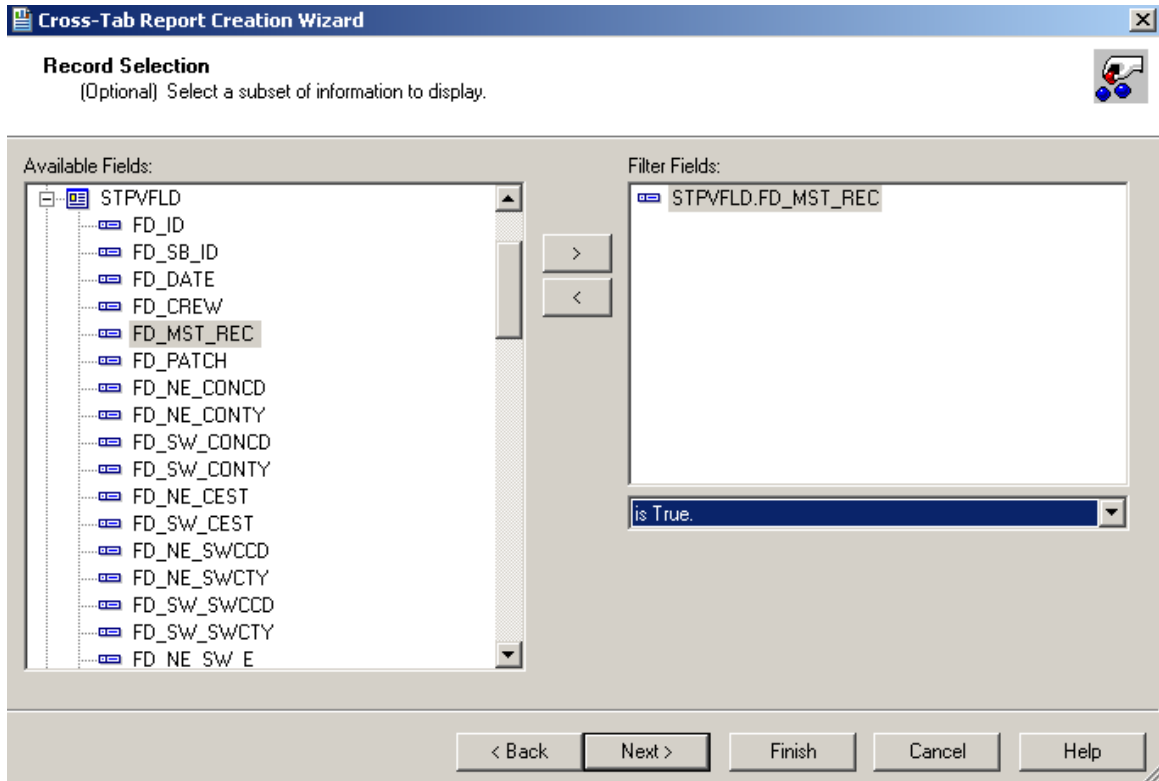 Cross-Tab Report Creation Wizard
Record Selection
(Optional) Select a subset of information to display.
Available Fields:
STPVFLD
FD_ID
FD_SB_ID
FD_DATE
FD_CREW
FD_MST_REC
FD_PATCH
FD_NE_CONCD
FD_NE_CONTY
FD_SW_CONCD
FD_SW_CONTY
FD_NE_CEST
FD_SW_CEST
FD_NE_SWCCD
FD_NE_SWCTY
FD_SW_SWCCD
FD_SW_SWCTY
FD_NE_SW_E
>
<
Filter Fields:
STPVFLD.FD_MST_REC
is True.
< Back Next > Finish Cancel Help